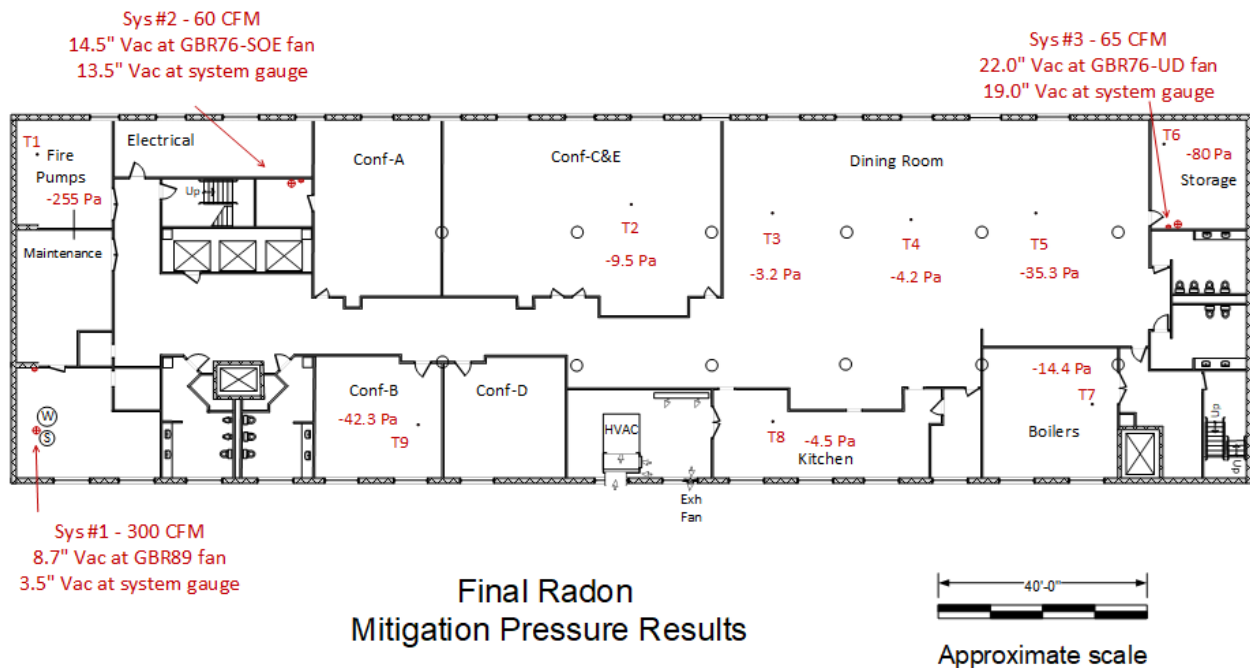 Sys #2 - 60 CFM
14.5" Vac at GBR76-SOE fan
13.5" Vac at system gauge
Sys #3 - 65 CFM
22.0" Vac at GBR76-UD fan
19.0" Vac at system gauge
T1
Fire
Pumps
-255 Pa
Electrical
Up
Conf-A
Conf-C&E
T2
-9.5 Pa
Dining Room
T3
-3.2 Pa
T4
-4.2 Pa
T5
-35.3 Pa
T6
-80 Pa
Storage
Maintenance
W
S
Conf-B
-42.3 Pa
T9
Conf-D
HVAC
Exh
Fan
T8
-4.5 Pa
Kitchen
-14.4 Pa
T7
Boilers
Up
Up
Sys #1 - 300 CFM
8.7" Vac at GBR89 fan
3.5" Vac at system gauge
Final Radon
Mitigation Pressure Results
40'-0"
Approximate scale